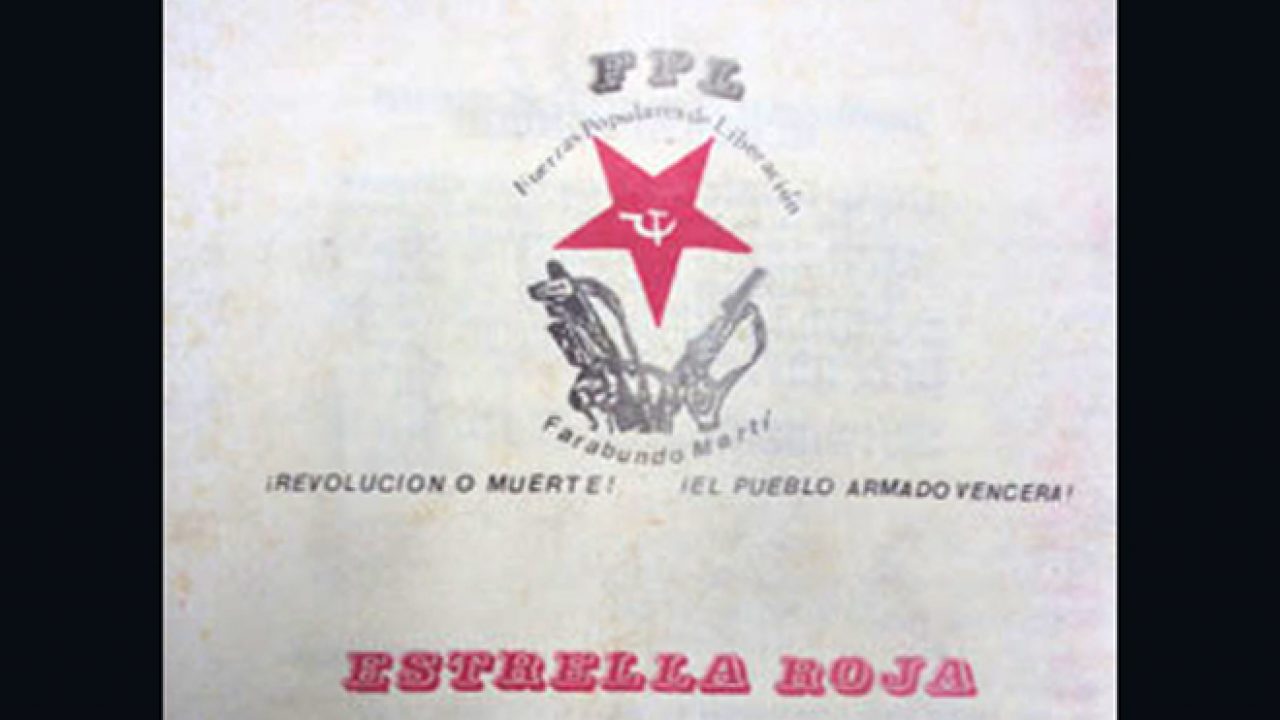 FPL
Fuerzas Populares de Liberación
Farabundo Martí
¡REVOLUCION O MUERTE! ¡EL PUEBLO ARMADO VENCERA!
ESTRELLA ROJA